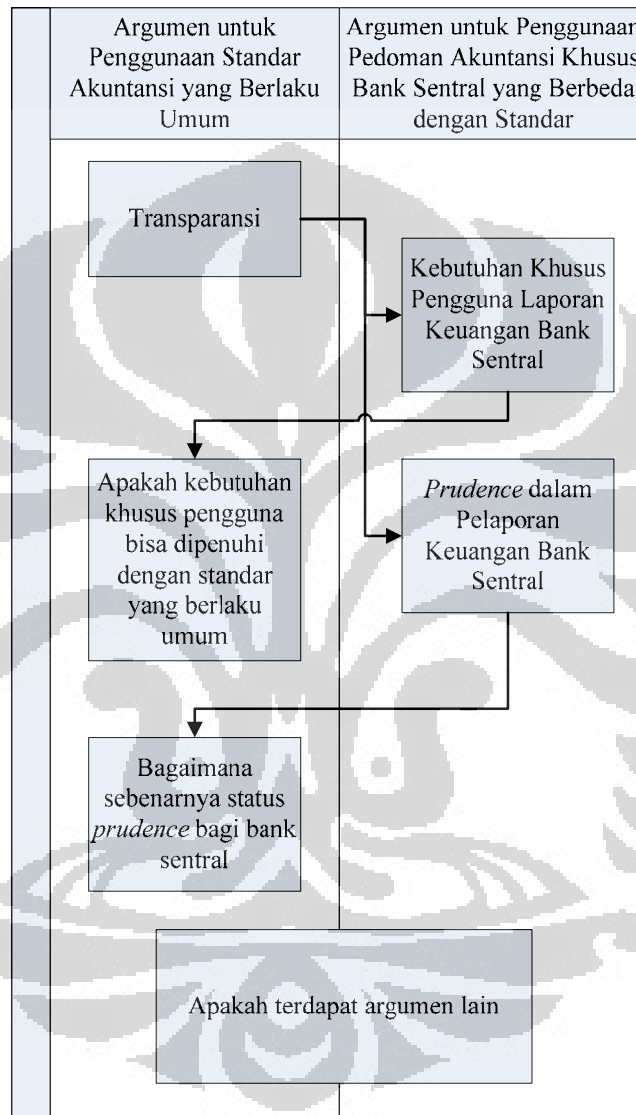 Argumen untuk
Penggunaan Standar
Akuntansi yang Berlaku
Umum
Argumen untuk Penggunaan
Pedoman Akuntansi Khusus
Bank Sentral yang Berbeda
dengan Standar
Transparansi
Kebutuhan Khusus
Pengguna Laporan
Keuangan Bank
Sentral
Apakah kebutuhan
khusus pengguna
bisa dipenuhi
dengan standar
yang berlaku
umum
Prudence dalam
Pelaporan
Keuangan Bank
Sentral
Bagaimana
sebenarnya status
prudence bagi bank
sentral
Apakah terdapat argumen lain